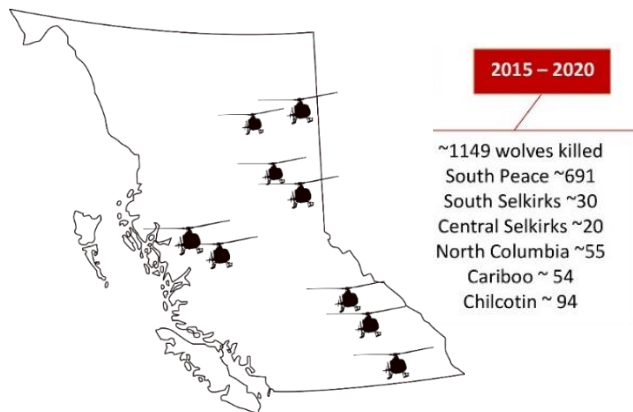 2015 – 2020
~1149 wolves killed
South Peace ~691
South Selkirks ~30
Central Selkirks ~20
North Columbia ~55
Cariboo ~ 54
Chilcotin ~ 94